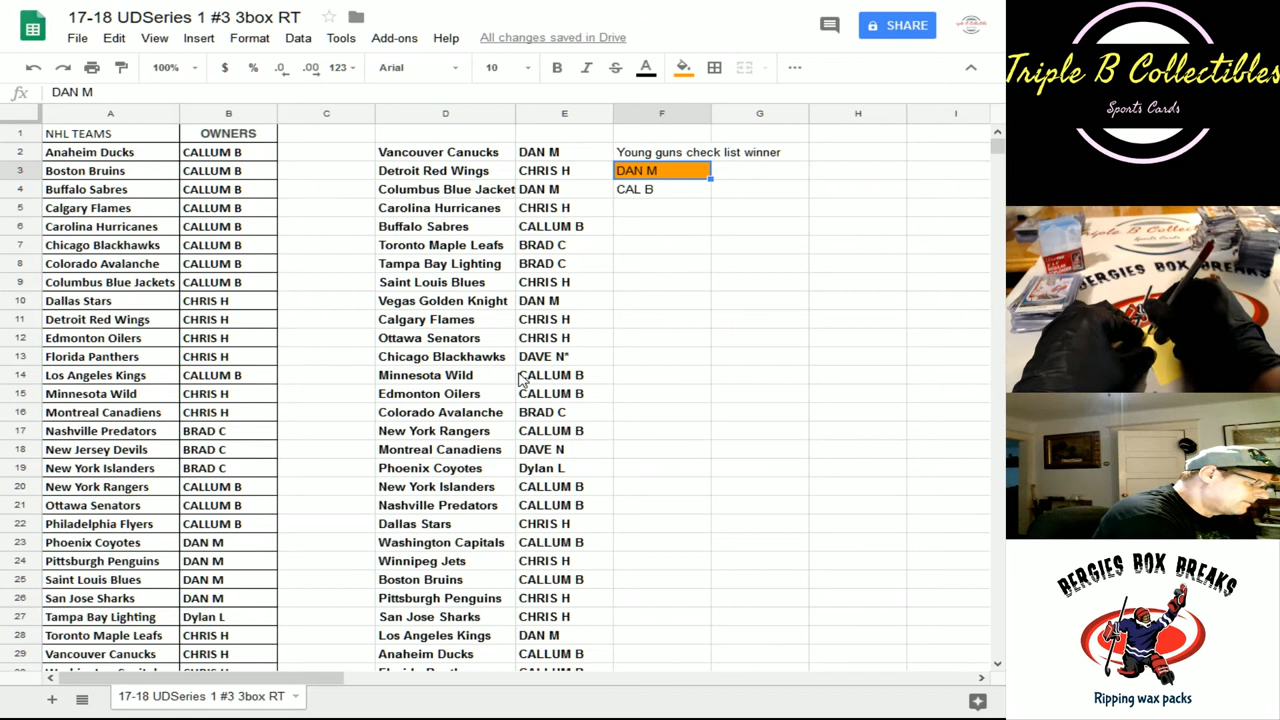 17-18 UDSeries 1 #3 3box RT
File Edit View Insert Format Data Tools Add-ons Help All changes saved in Drive
SHARE
100% $ % .0 .00 123 Arial 10 B I S A
fx DAN M
A B C D E F G H I
1 NHL TEAMS OWNERS
2 Anaheim Ducks CALLUM B Vancouver Canucks DAN M Young guns check list winner
3 Boston Bruins CALLUM B Detroit Red Wings CHRIS H DAN M
4 Buffalo Sabres CALLUM B Columbus Blue Jacket DAN M CAL B
5 Calgary Flames CALLUM B Carolina Hurricanes CHRIS H
6 Carolina Hurricanes CALLUM B Buffalo Sabres CALLUM B
7 Chicago Blackhawks CALLUM B Toronto Maple Leafs BRAD C
8 Colorado Avalanche CALLUM B Tampa Bay Lighting BRAD C
9 Columbus Blue Jackets CALLUM B Saint Louis Blues CHRIS H
10 Dallas Stars CHRIS H Vegas Golden Knight DAN M
11 Detroit Red Wings CHRIS H Calgary Flames CHRIS H
12 Edmonton Oilers CHRIS H Ottawa Senators CHRIS H
13 Florida Panthers CHRIS H Chicago Blackhawks DAVE N*
14 Los Angeles Kings CALLUM B Minnesota Wild CALLUM B
15 Minnesota Wild CHRIS H Edmonton Oilers CALLUM B
16 Montreal Canadiens CHRIS H Colorado Avalanche BRAD C
17 Nashville Predators BRAD C New York Rangers CALLUM B
18 New Jersey Devils BRAD C Montreal Canadiens DAVE N
19 New York Islanders BRAD C Phoenix Coyotes Dylan L
20 New York Rangers CALLUM B New York Islanders CALLUM B
21 Ottawa Senators CALLUM B Nashville Predators CALLUM B
22 Philadelphia Flyers CALLUM B Dallas Stars CHRIS H
23 Phoenix Coyotes DAN M Washington Capitals CALLUM B
24 Pittsburgh Penguins DAN M Winnipeg Jets CHRIS H
25 Saint Louis Blues DAN M Boston Bruins CALLUM B
26 San Jose Sharks DAN M Pittsburgh Penguins CHRIS H
27 Tampa Bay Lighting Dylan L San Jose Sharks CHRIS H
28 Toronto Maple Leafs CHRIS H Los Angeles Kings DAN M
29 Vancouver Canucks CHRIS H Anaheim Ducks CALLUM B
17-18 UDSeries 1 #3 3box RT
Triple B Collectibles
Sports Cards
Triple B Collect
Sports Cards
BERGIES BOX BREAKS
BERGIES BOX BREAKS
Ripping wax packs